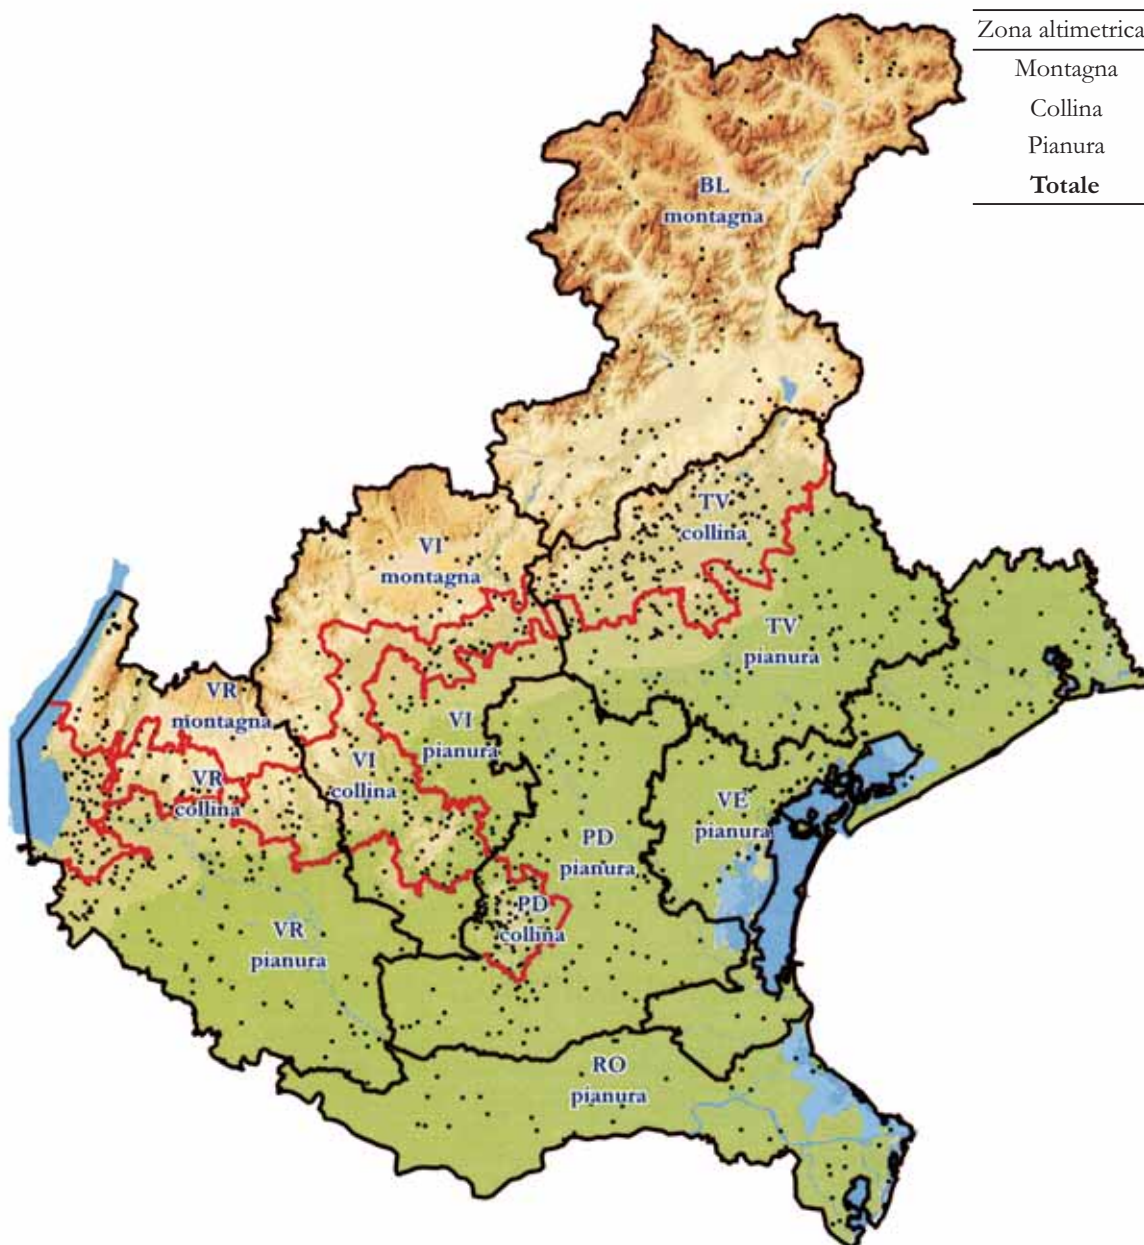 Zona altimetrica
Montagna
Collina
Pianura
Totale
BL
montagna
TV
collina
VI
montagna
TV
pianura
VR
montagna
VI
pianura
VI
collina
VR
collina
VE
pianura
PD
pianura
PD
collina
VR
pianura
RO
pianura